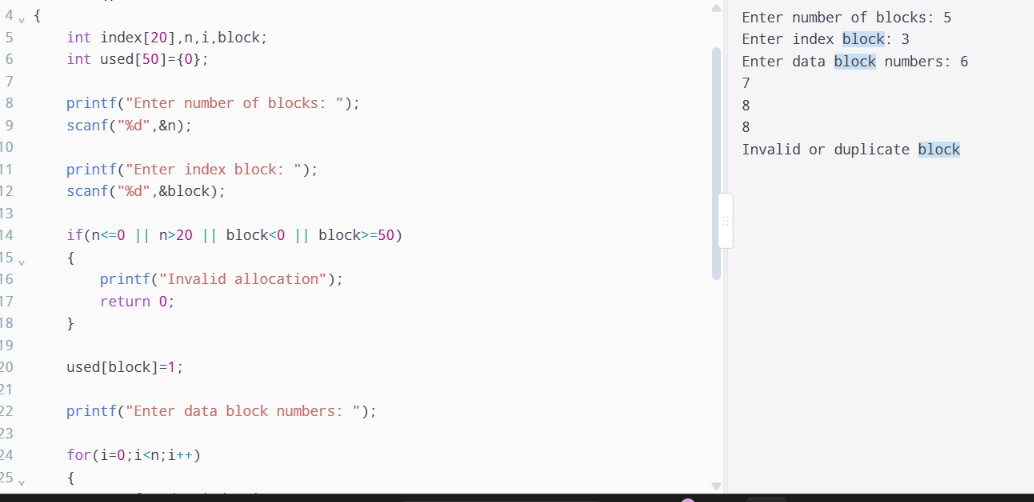 4 {
5 int index[20],n,i,block;
6 int used[50]={0};
7
8 printf("Enter number of blocks: ");
9 scanf("%d",&n);
10
11 printf("Enter index block: ");
12 scanf("%d",&block);
13
14 if(n<=0 || n>20 || block<0 || block>=50)
15 {
16 printf("Invalid allocation");
17 return 0;
18 }
19
20 used[block]=1;
21
22 printf("Enter data block numbers: ");
23
24 for(i=0;i<n;i++)
25 {
Enter number of blocks: 5
Enter index block: 3
Enter data block numbers: 6
7
8
8
Invalid or duplicate block